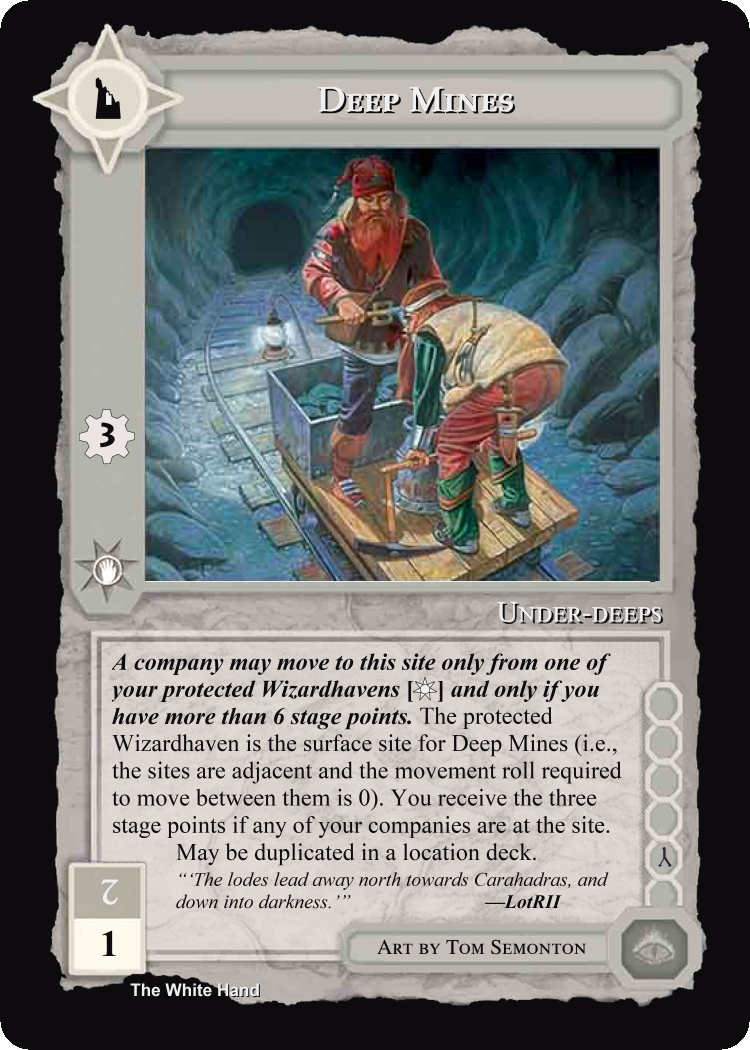 Deep Mines
3
Under-deeps
A company may move to this site only from one of
your protected Wizardhavens [] and only if you
have more than 6 stage points. The protected
Wizardhaven is the surface site for Deep Mines (i.e.,
the sites are adjacent and the movement roll required
to move between them is 0). You receive the three
stage points if any of your companies are at the site.
May be duplicated in a location deck.
“‘The lodes lead away north towards Carahadras, and
down into darkness.’” —LotRII
2
1
Art by Tom Semonton
The White Hand